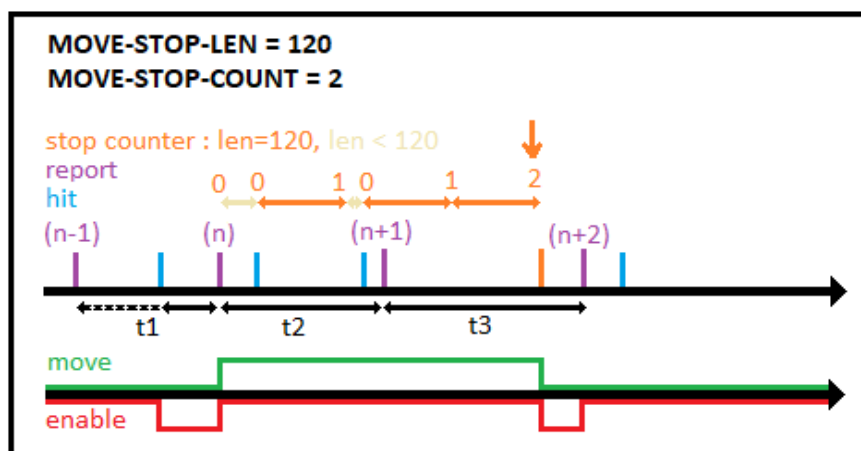 MOVE-STOP-LEN = 120
MOVE-STOP-COUNT = 2
stop counter : len=120, len < 120
report
hit
0 0 1 0 1 2
(n-1) (n) (n+1) (n+2)
t1 t2 t3
move
enable